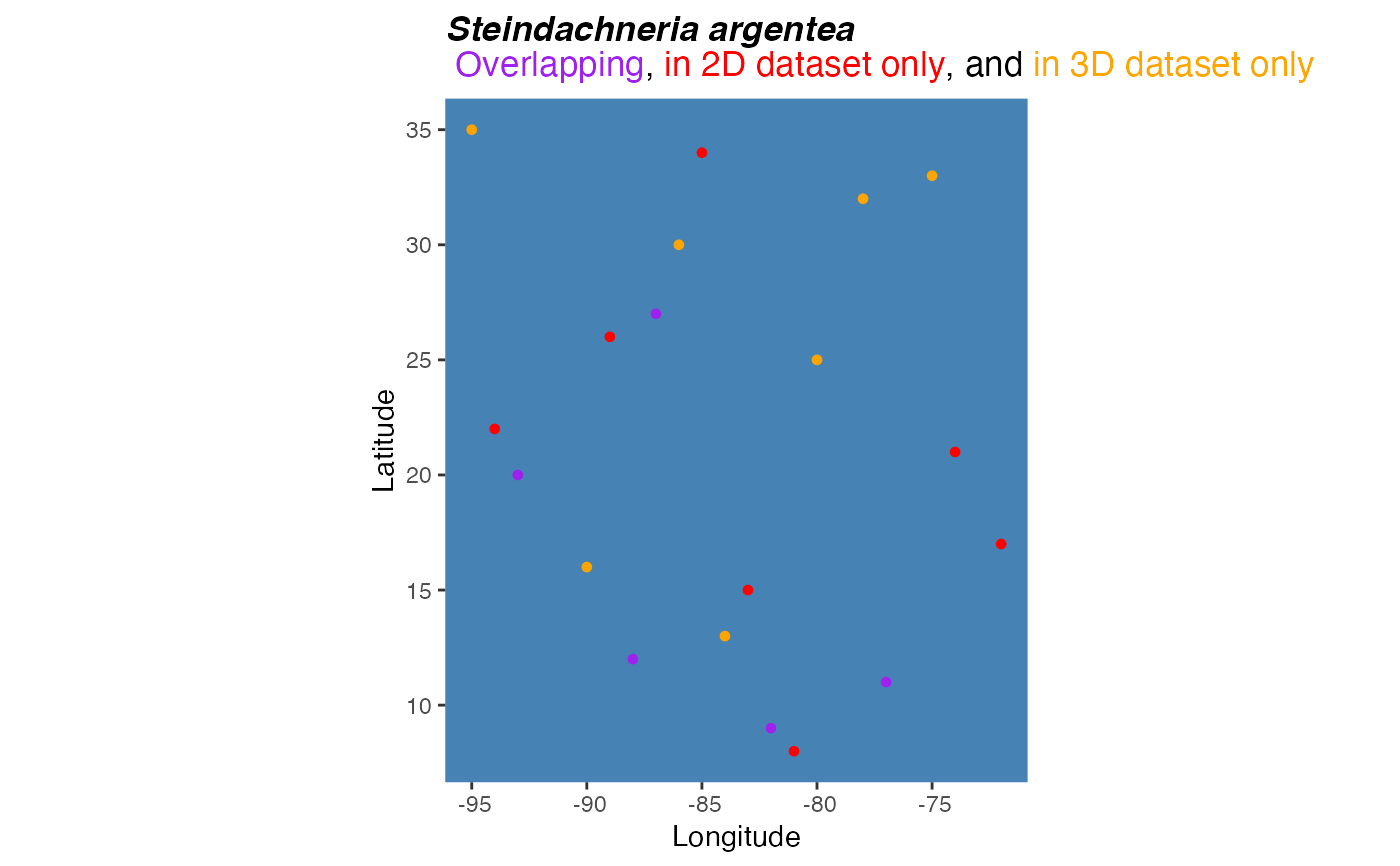 Steindachneria argentea
Overlapping, in 2D dataset only, and in 3D dataset only
35
30
25
20
15
10
Latitude
-95 -90 -85 -80 -75
Longitude